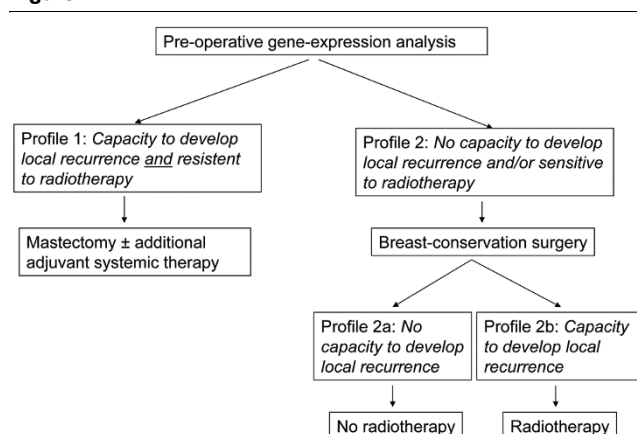 Pre-operative gene-expression analysis
Profile 1: Capacity to develop
local recurrence and resistent
to radiotherapy
Profile 2: No capacity to develop
local recurrence and/or sensitive
to radiotherapy
Mastectomy ± additional
adjuvant systemic therapy
Breast-conservation surgery
Profile 2a: No
capacity to develop
local recurrence
Profile 2b: Capacity
to develop local
recurrence
No radiotherapy
Radiotherapy